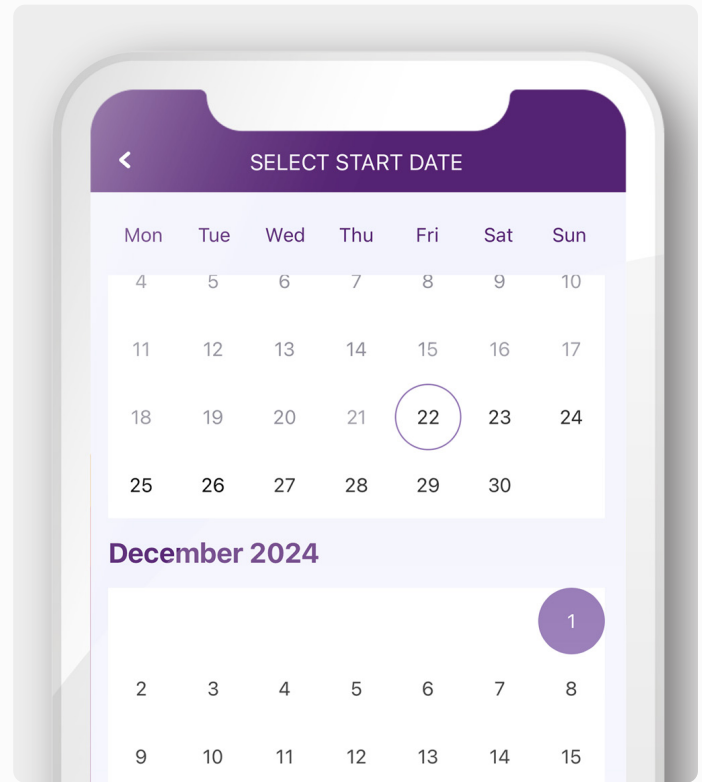 SELECT START DATE
Mon Tue Wed Thu Fri Sat Sun
4 5 6 7 8 9 10
11 12 13 14 15 16 17
18 19 20 21 22 23 24
25 26 27 28 29 30
December 2024
1
2 3 4 5 6 7 8
9 10 11 12 13 14 15